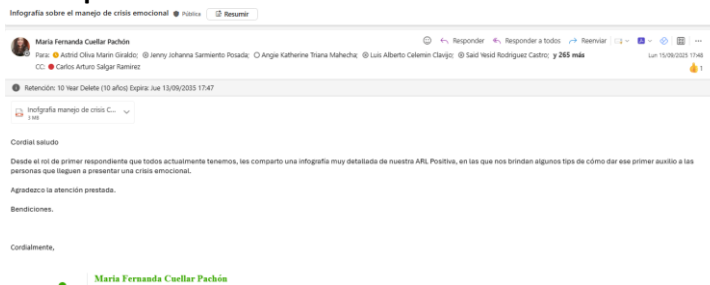 Infografía sobre el manejo de crisis emocional Pública Resumir
Maria Fernanda Cuellar Pachón
Responder Responder a todos Reenviar
Para: Astrid Oliva Marin Giraldo; Jenny Johanna Sarmiento Posada; Angie Katherine Triana Mahecha; Luis Alberto Celemin Clavijo; Said Yesid Rodriguez Castro; y 265 más
Lun 15/09/2025 17:48
CC: Carlos Arturo Salgar Ramirez
1
Retención: 10 Year Delete (10 años) Expira: Jue 13/09/2035 17:47
Inofgrafía manejo de crisis C...
3 MB
Cordial saludo
Desde el rol de primer respondiente que todos actualmente tenemos, les comparto una infografía muy detallada de nuestra ARL Positiva, en las que nos brindan algunos tips de cómo dar ese primer auxilio a las
personas que lleguen a presentar una crisis emocional.
Agradezco la atención prestada.
Bendiciones.
Cordialmente,
María Fernanda Cuellar Pachón